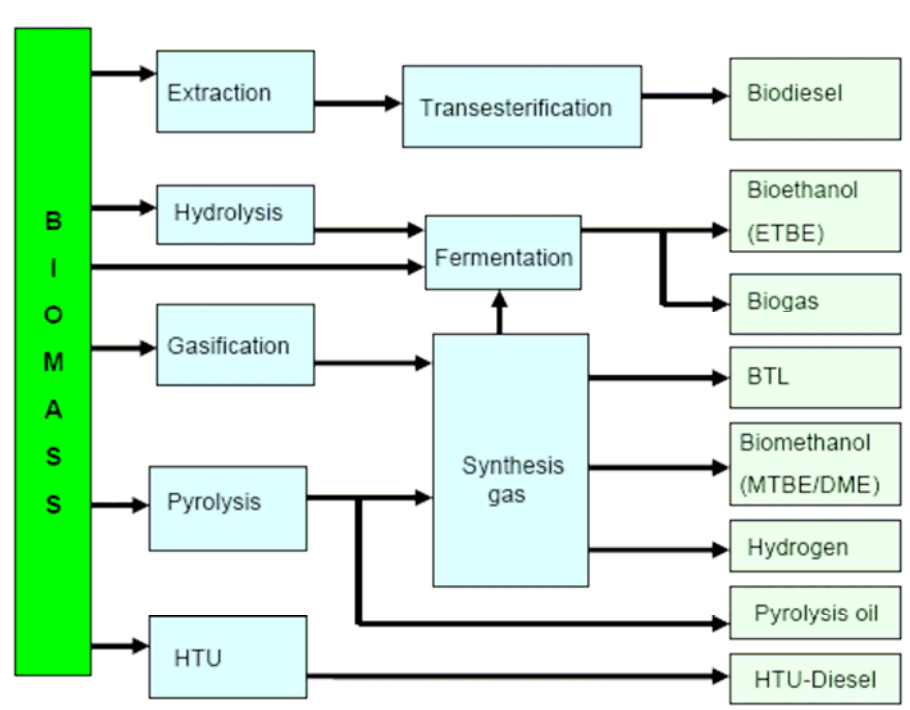 BIOMASS
Extraction
Transesterification
Biodiesel
Hydrolysis
Fermentation
Bioethanol
(ETBE)
Biogas
Gasification
Synthesis
gas
BTL
Biomethanol
(MTBE/DME)
Hydrogen
Pyrolysis
Pyrolysis oil
HTU
HTU-Diesel